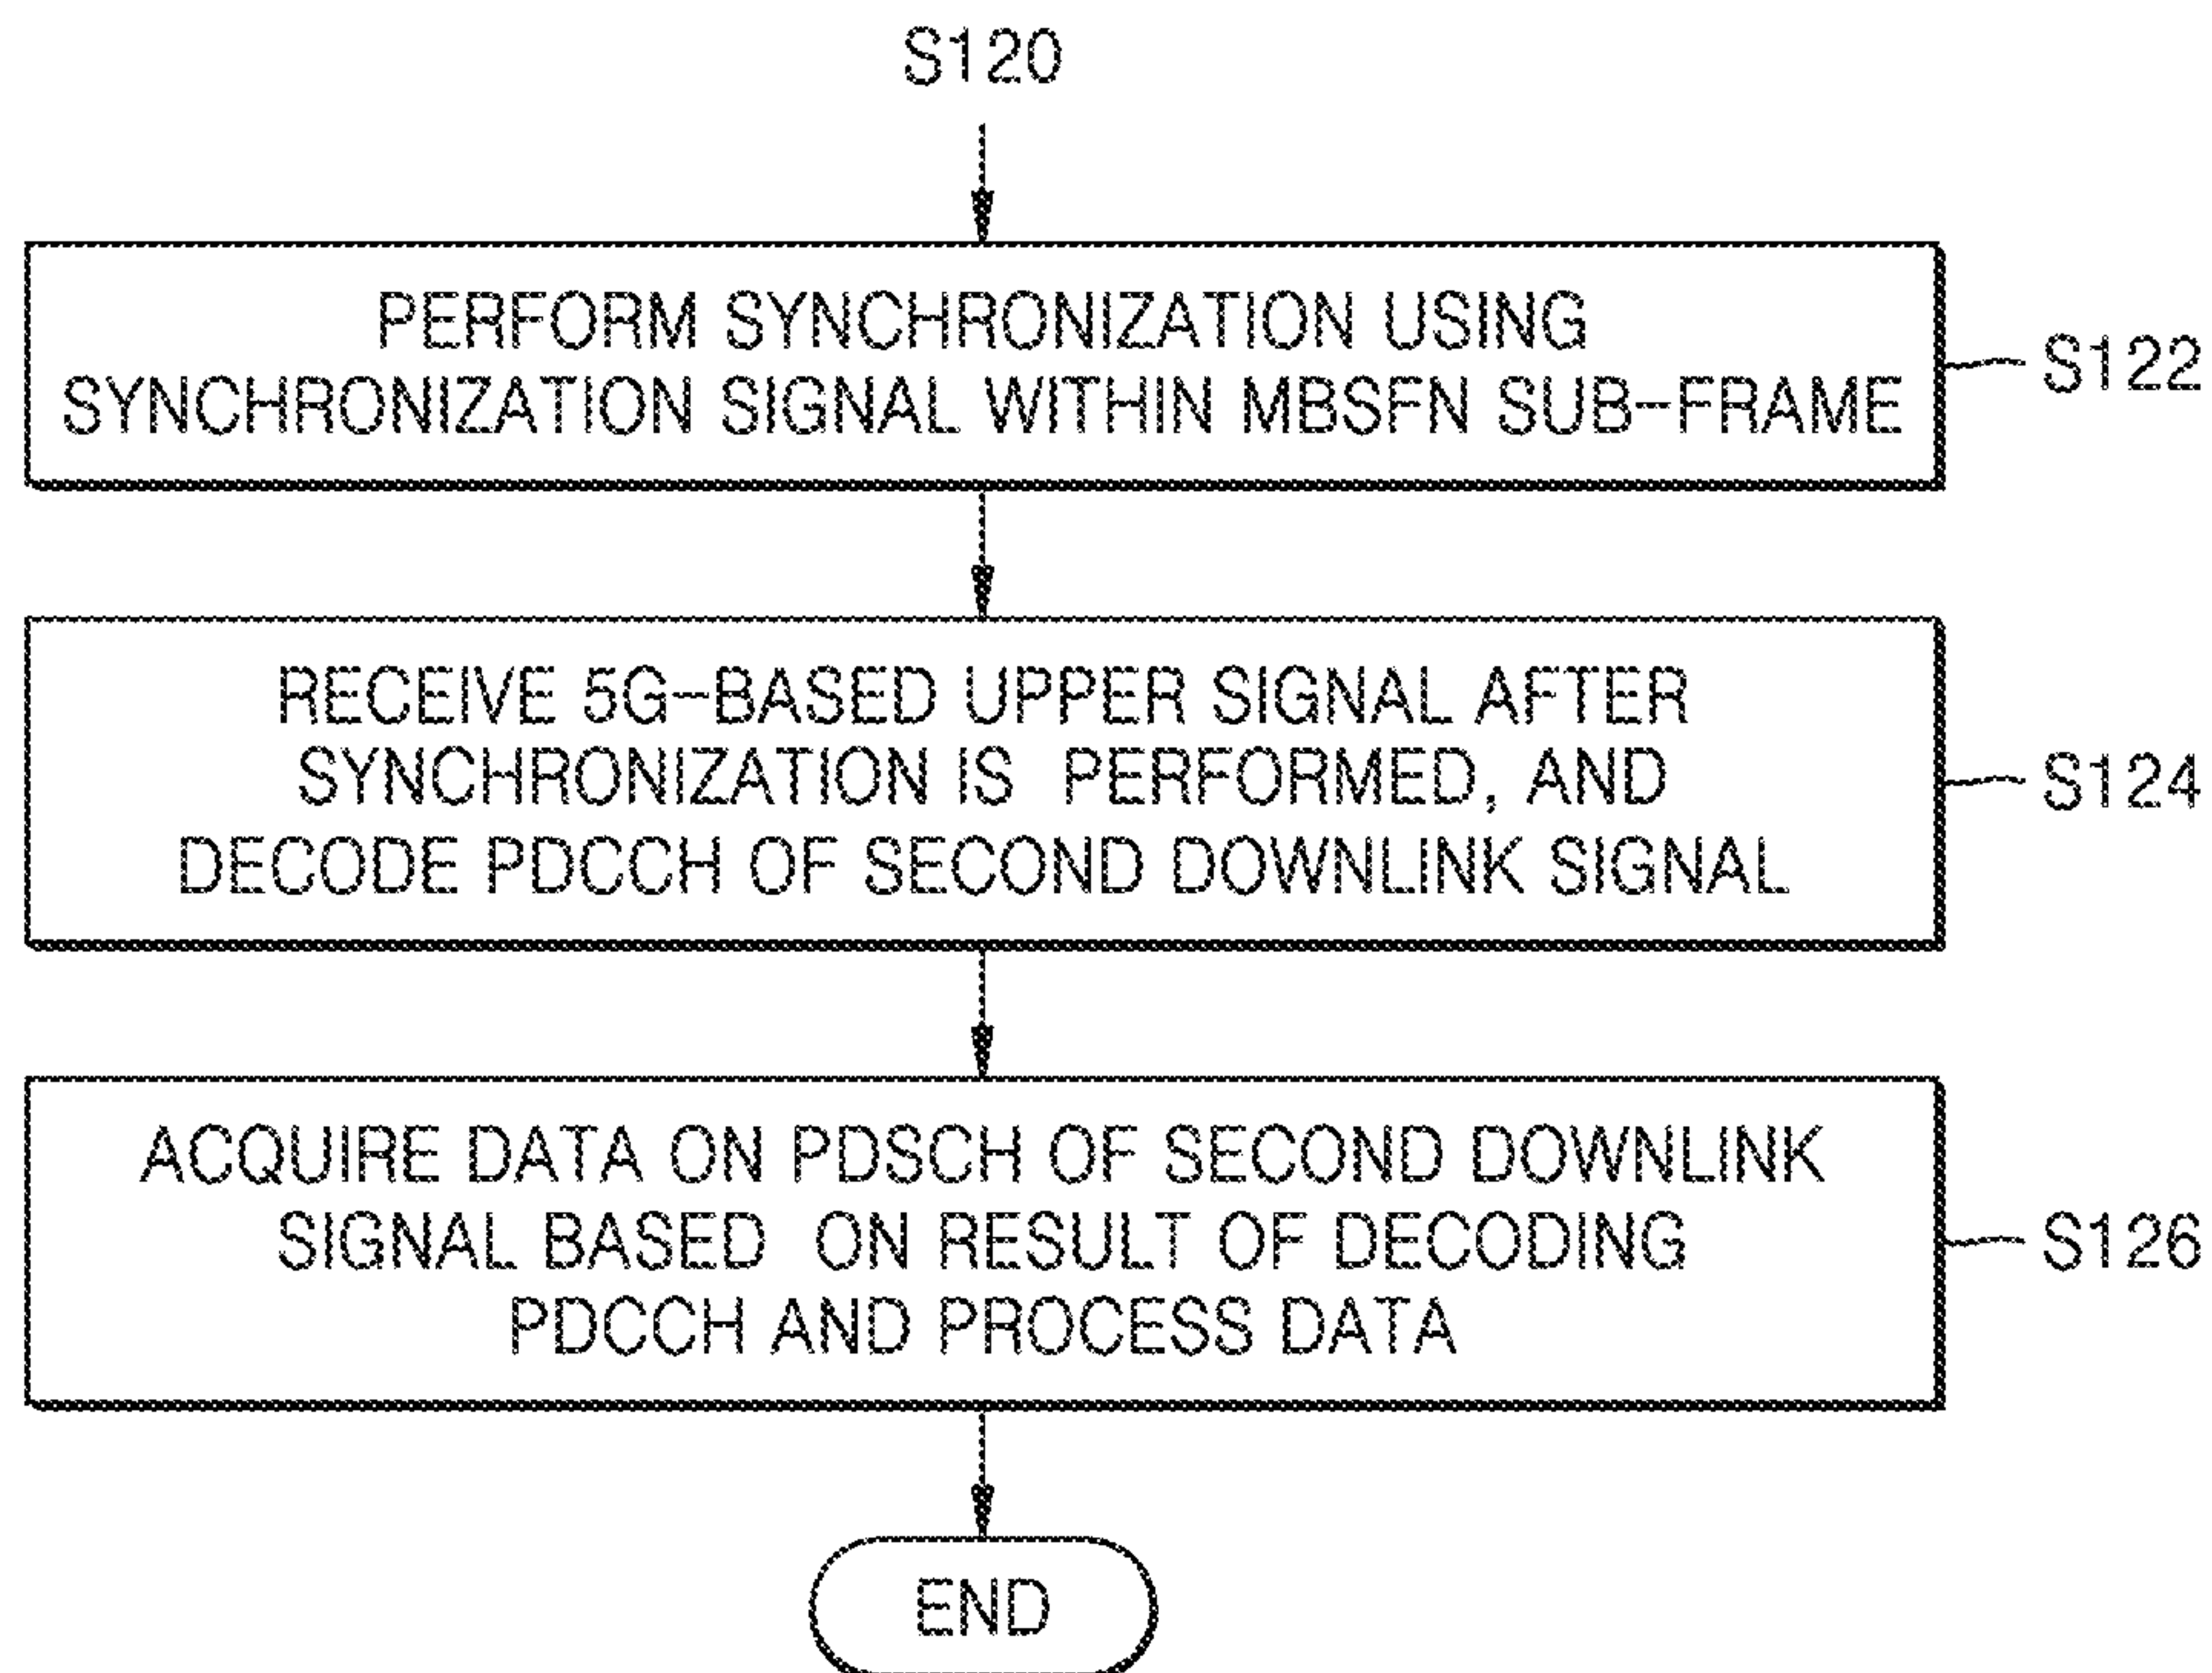 S120
PERFORM SYNCHRONIZATION USING
SYNCHRONIZATION SIGNAL WITHIN MBSFN SUB-FRAME
S122
RECEIVE 5G-BASED UPPER SIGNAL AFTER
SYNCHRONIZATION IS PERFORMED, AND
DECODE PDCCH OF SECOND DOWNLINK SIGNAL
S124
ACQUIRE DATA ON PDSCH OF SECOND DOWNLINK
SIGNAL BASED ON RESULT OF DECODING
PDCCH AND PROCESS DATA
S126
END